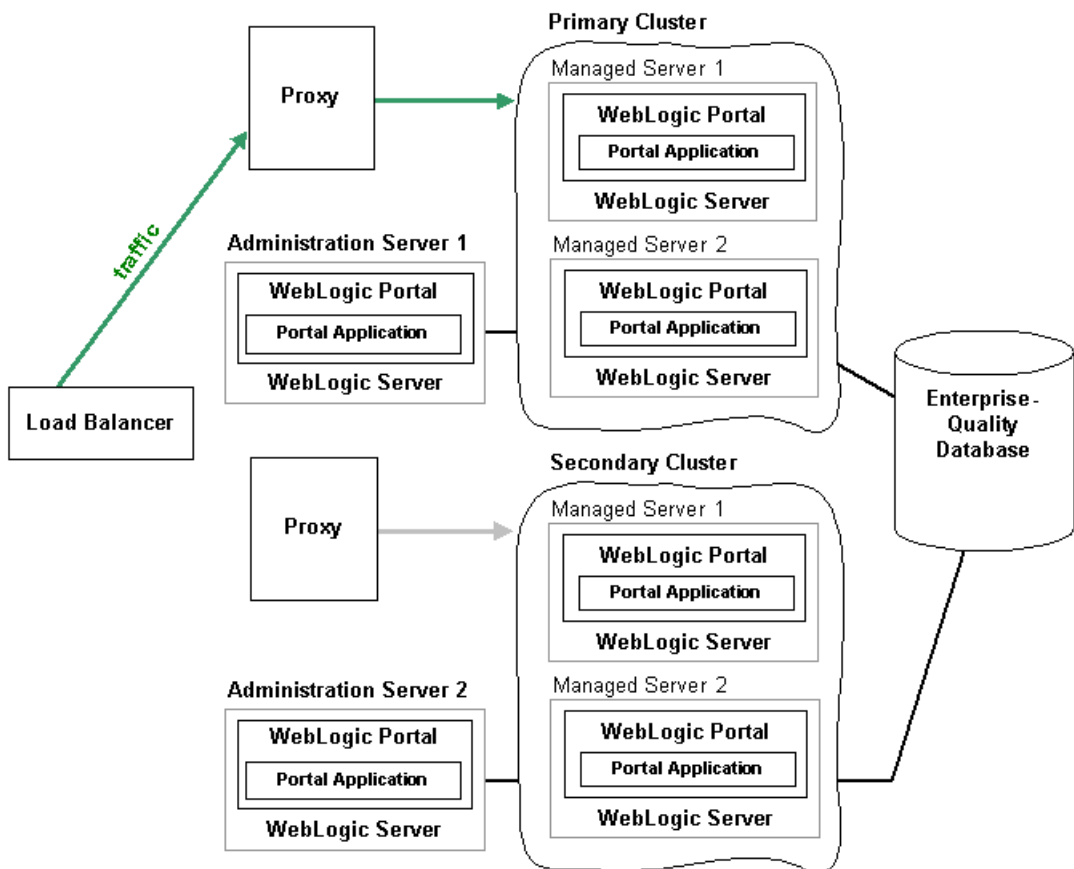 Primary Cluster
Managed Server 1
Proxy
WebLogic Portal
Portal Application
WebLogic Server
traffic
Administration Server 1
Managed Server 2
WebLogic Portal
WebLogic Portal
Portal Application
Portal Application
WebLogic Server
WebLogic Server
Load Balancer
Enterprise-
Quality
Database
Secondary Cluster
Managed Server 1
Proxy
WebLogic Portal
Portal Application
WebLogic Server
Administration Server 2
Managed Server 2
WebLogic Portal
WebLogic Portal
Portal Application
Portal Application
WebLogic Server
WebLogic Server